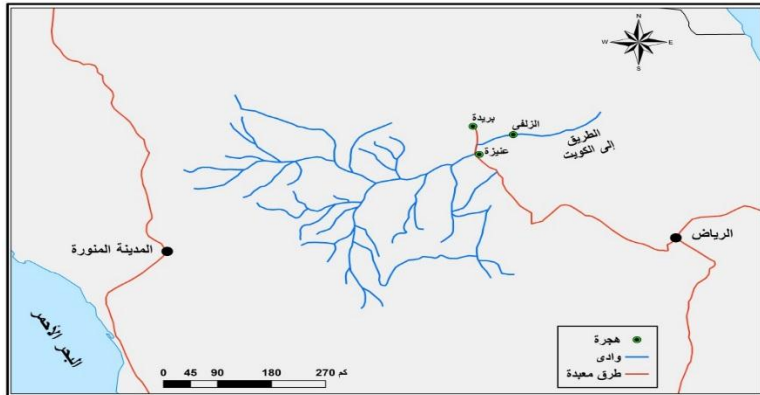 N
W
E
S
بريدة
الزلفى
عنيزة
الطريق
إلى الكويت
الرياض
المدينة المنورة
البحر الأحمر
هجرة
وادى
طرق معبدة
0 45 90 180 270 كم